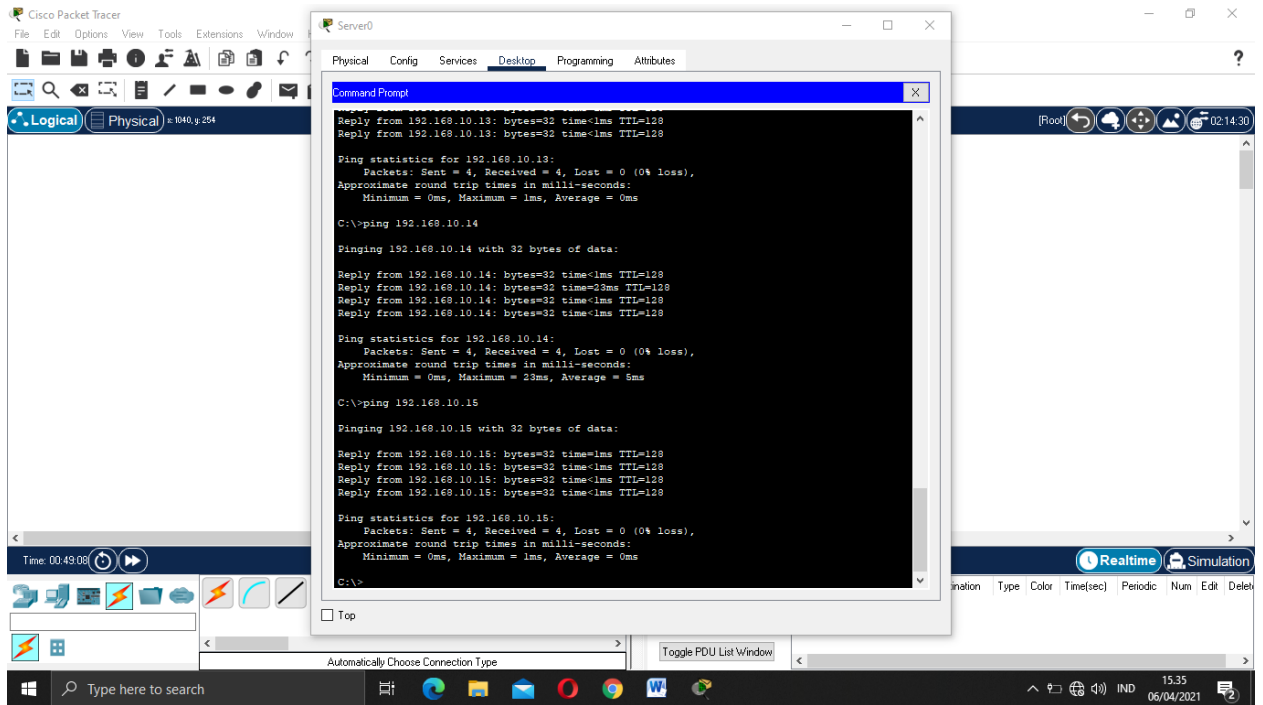 Cisco Packet Tracer
File Edit Options View Tools Extensions Window
Server0
Physical Config Services Desktop Programming Attributes
?
Command Prompt X
Logical Physical x: 1040, y: 254
[Root] 02:14:30
Reply from 192.168.10.13: bytes=32 time<1ms TTL=128
Reply from 192.168.10.13: bytes=32 time<1ms TTL=128
Ping statistics for 192.168.10.13:
Packets: Sent = 4, Received = 4, Lost = 0 (0% loss),
Approximate round trip times in milli-seconds:
Minimum = 0ms, Maximum = 1ms, Average = 0ms
C:\>ping 192.168.10.14
Pinging 192.168.10.14 with 32 bytes of data:
Reply from 192.168.10.14: bytes=32 time<1ms TTL=128
Reply from 192.168.10.14: bytes=32 time=23ms TTL=128
Reply from 192.168.10.14: bytes=32 time<1ms TTL=128
Reply from 192.168.10.14: bytes=32 time<1ms TTL=128
Ping statistics for 192.168.10.14:
Packets: Sent = 4, Received = 4, Lost = 0 (0% loss),
Approximate round trip times in milli-seconds:
Minimum = 0ms, Maximum = 23ms, Average = 5ms
C:\>ping 192.168.10.15
Pinging 192.168.10.15 with 32 bytes of data:
Reply from 192.168.10.15: bytes=32 time=1ms TTL=128
Reply from 192.168.10.15: bytes=32 time<1ms TTL=128
Reply from 192.168.10.15: bytes=32 time<1ms TTL=128
Reply from 192.168.10.15: bytes=32 time<1ms TTL=128
Ping statistics for 192.168.10.15:
Packets: Sent = 4, Received = 4, Lost = 0 (0% loss),
Approximate round trip times in milli-seconds:
Minimum = 0ms, Maximum = 1ms, Average = 0ms
C:\>
Top
Time: 00:49:08
Realtime Simulation
Type Color Time(sec) Periodic Num Edit
Automatically Choose Connection Type
Toggle PDU List Window
Type here to search
IND
15.35
06/04/2021
2